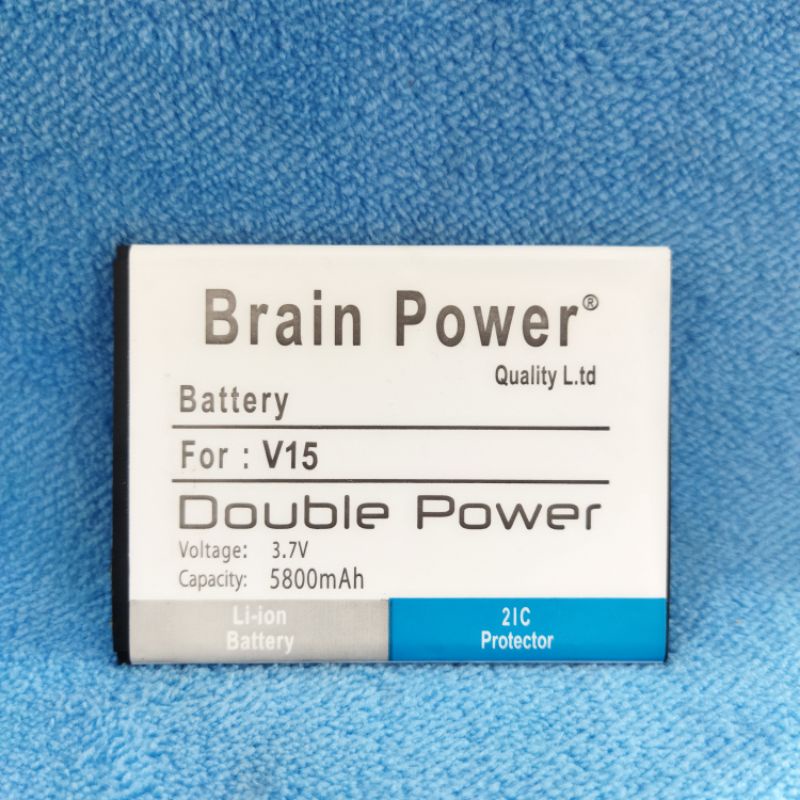 Brain Power®
Quality L.td
Battery
For : V15
Double Power
Voltage: 3.7V
Capacity: 5800mAh
Li-ion
Battery
2IC
Protector